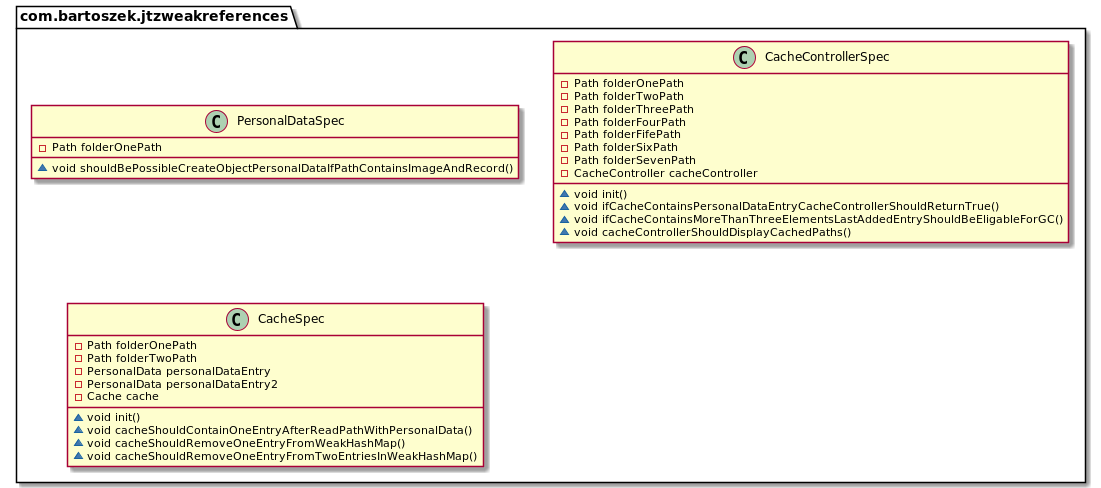 com.bartoszek.jtzweakreferences
C PersonalDataSpec
Path folderOnePath
void shouldBePossibleCreateObjectPersonalDataIfPathContainsImageAndRecord()
C CacheControllerSpec
Path folderOnePath
Path folderTwoPath
Path folderThreePath
Path folderFourPath
Path folderFifePath
Path folderSixPath
Path folderSevenPath
CacheController cacheController
void init()
void ifCacheContainsPersonalDataEntryCacheControllerShouldReturnTrue()
void ifCacheContainsMoreThanThreeElementsLastAddedEntryShouldBeEligableForGC()
void cacheControllerShouldDisplayCachedPaths()
C CacheSpec
Path folderOnePath
Path folderTwoPath
PersonalData personalDataEntry
PersonalData personalDataEntry2
Cache cache
void init()
void cacheShouldContainOneEntryAfterReadPathWithPersonalData()
void cacheShouldRemoveOneEntryFromWeakHashMap()
void cacheShouldRemoveOneEntryFromTwoEntriesInWeakHashMap()